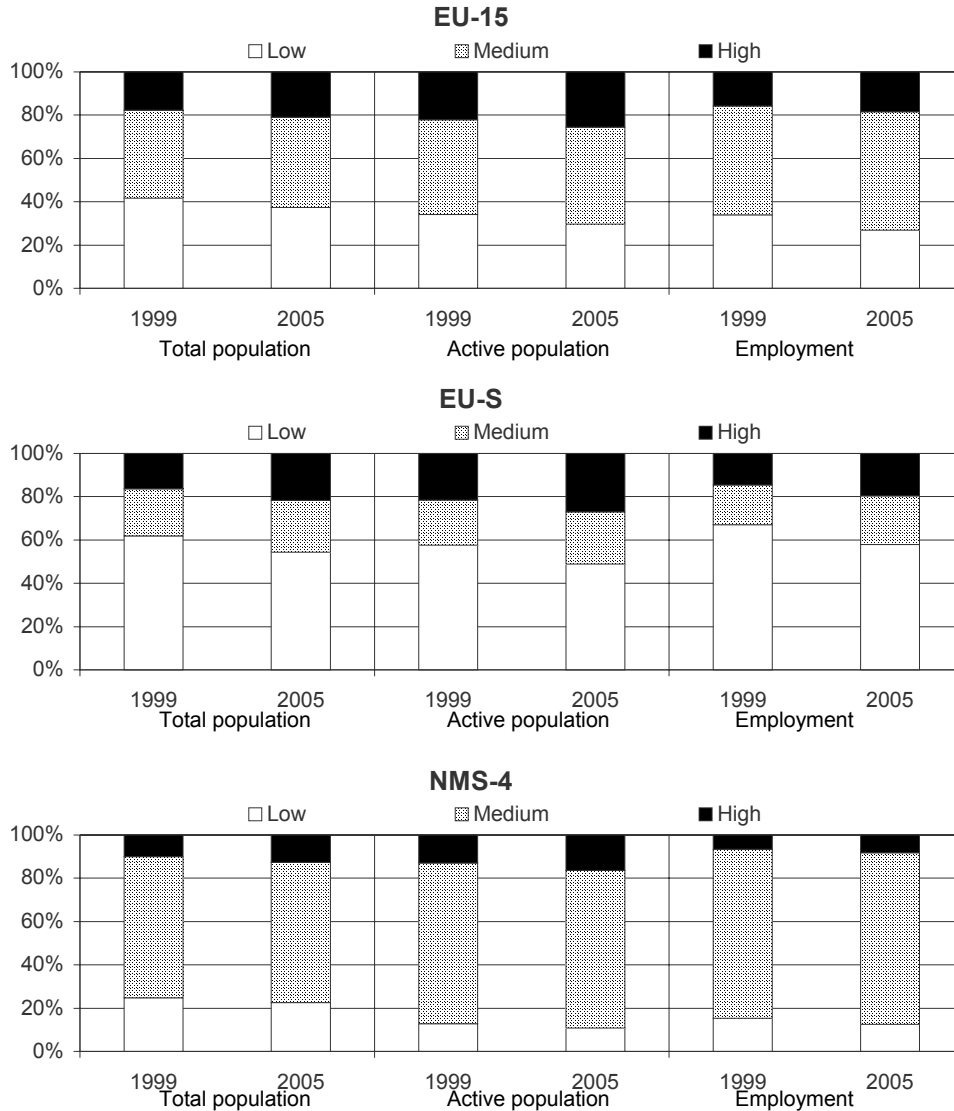 EU-15
Low Medium High
100%
80%
60%
40%
20%
0%
1999 2005 1999 2005 1999 2005
Total population Active population Employment
EU-S
Low Medium High
100%
80%
60%
40%
20%
0%
1999 2005 1999 2005 1999 2005
Total population Active population Employment
NMS-4
Low Medium High
100%
80%
60%
40%
20%
0%
1999 2005 1999 2005 1999 2005
Total population Active population Employment